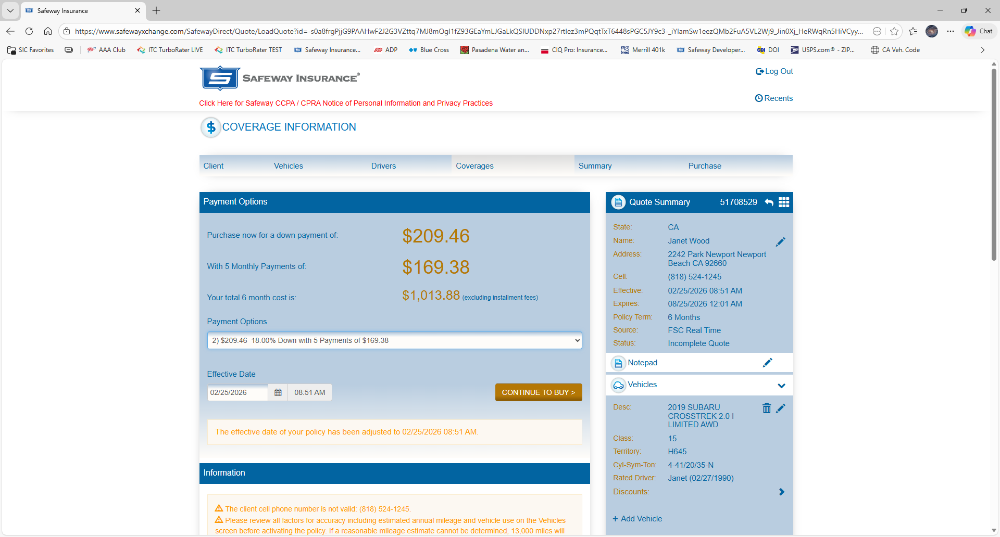 Safeway Insurance
https://www.safewayxchange.com/SafewayDirect/Quote/LoadQuote?id=-s0a8frgPjjG9PAAHwF2J2G3VZttq7MJ8mOgI1fZ93GEaYmLJGaLkQSIUDDNxp27rtIez3mPQqtTxT6448sPGC5JY9c3-_iYIamSw1eezQMb2FuA5VL2Wj9_Jin0Xj_HeRWqRn5HiVCyy...
Chat
SIC Favorites
AAA Club
ITC TurboRater LIVE
ITC TurboRater TEST
Safeway Insurance...
ADP
Blue Cross
Pasadena Water an...
CIQ Pro: Insurance...
Merrill 401k
Safeway Developer...
DOI
USPS.com® - ZIP...
CA Veh. Code
SAFEWAY INSURANCE®
Log Out
Click Here for Safeway CCPA / CPRA Notice of Personal Information and Privacy Practices
Recents
$ COVERAGE INFORMATION
Client
Vehicles
Drivers
Coverages
Summary
Purchase
Payment Options
Purchase now for a down payment of: $209.46
With 5 Monthly Payments of: $169.38
Your total 6 month cost is: $1,013.88 (excluding installment fees)
Payment Options
2) $209.46 18.00% Down with 5 Payments of $169.38
Effective Date
02/25/2026 08:51 AM
CONTINUE TO BUY >
The effective date of your policy has been adjusted to 02/25/2026 08:51 AM.
Information
The client cell phone number is not valid: (818) 524-1245.
Please review all factors for accuracy including estimated annual mileage and vehicle use on the Vehicles
screen before activating the policy. If a reasonable mileage estimate cannot be determined, 13,000 miles will
Quote Summary 51708529
State: CA
Name: Janet Wood
Address: 2242 Park Newport Newport
Beach CA 92660
Cell: (818) 524-1245
Effective: 02/25/2026 08:51 AM
Expires: 08/25/2026 12:01 AM
Policy Term: 6 Months
Source: FSC Real Time
Status: Incomplete Quote
Notepad
Vehicles
Desc: 2019 SUBARU
CROSSTREK 2.0 I
LIMITED AWD
Class: 15
Territory: H645
Cyl-Sym-Ton: 4-41/20/35-N
Rated Driver: Janet (02/27/1990)
Discounts:
+ Add Vehicle